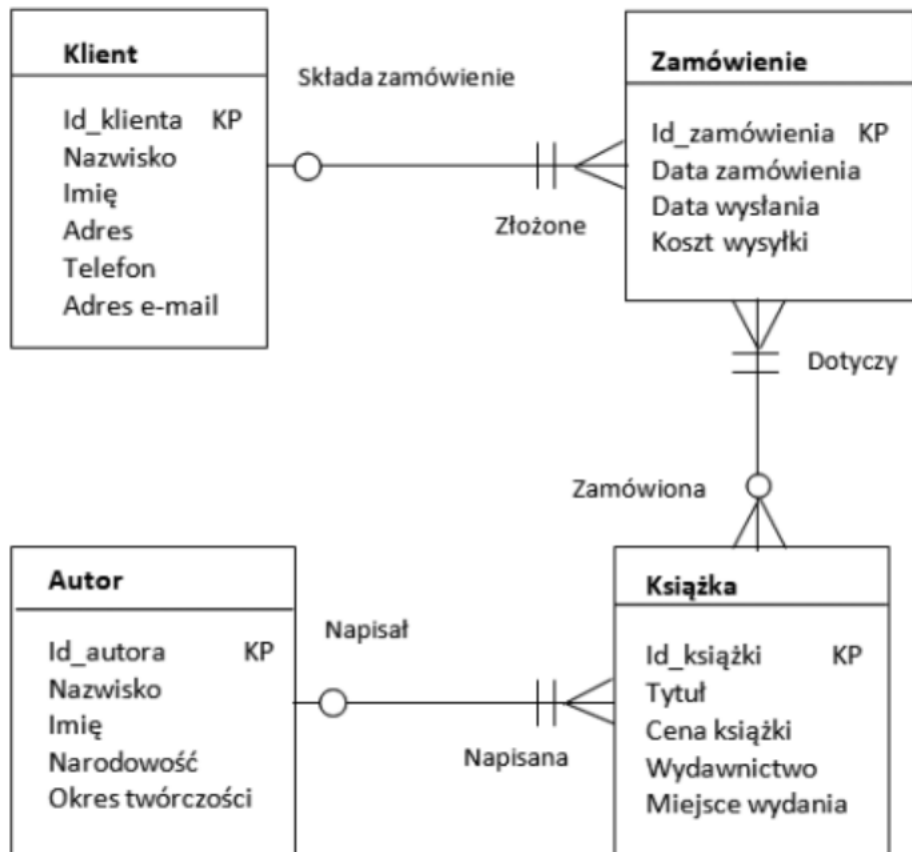 Klient
Id_klienta KP
Nazwisko
Imię
Adres
Telefon
Adres e-mail
Składa zamówienie
Złożone
Zamówienie
Id_zamówienia KP
Data zamówienia
Data wysłania
Koszt wysyłki
Dotyczy
Zamówiona
Autor
Id_autora KP
Nazwisko
Imię
Narodowość
Okres twórczości
Napisał
Napisana
Książka
Id_książki KP
Tytuł
Cena książki
Wydawnictwo
Miejsce wydania